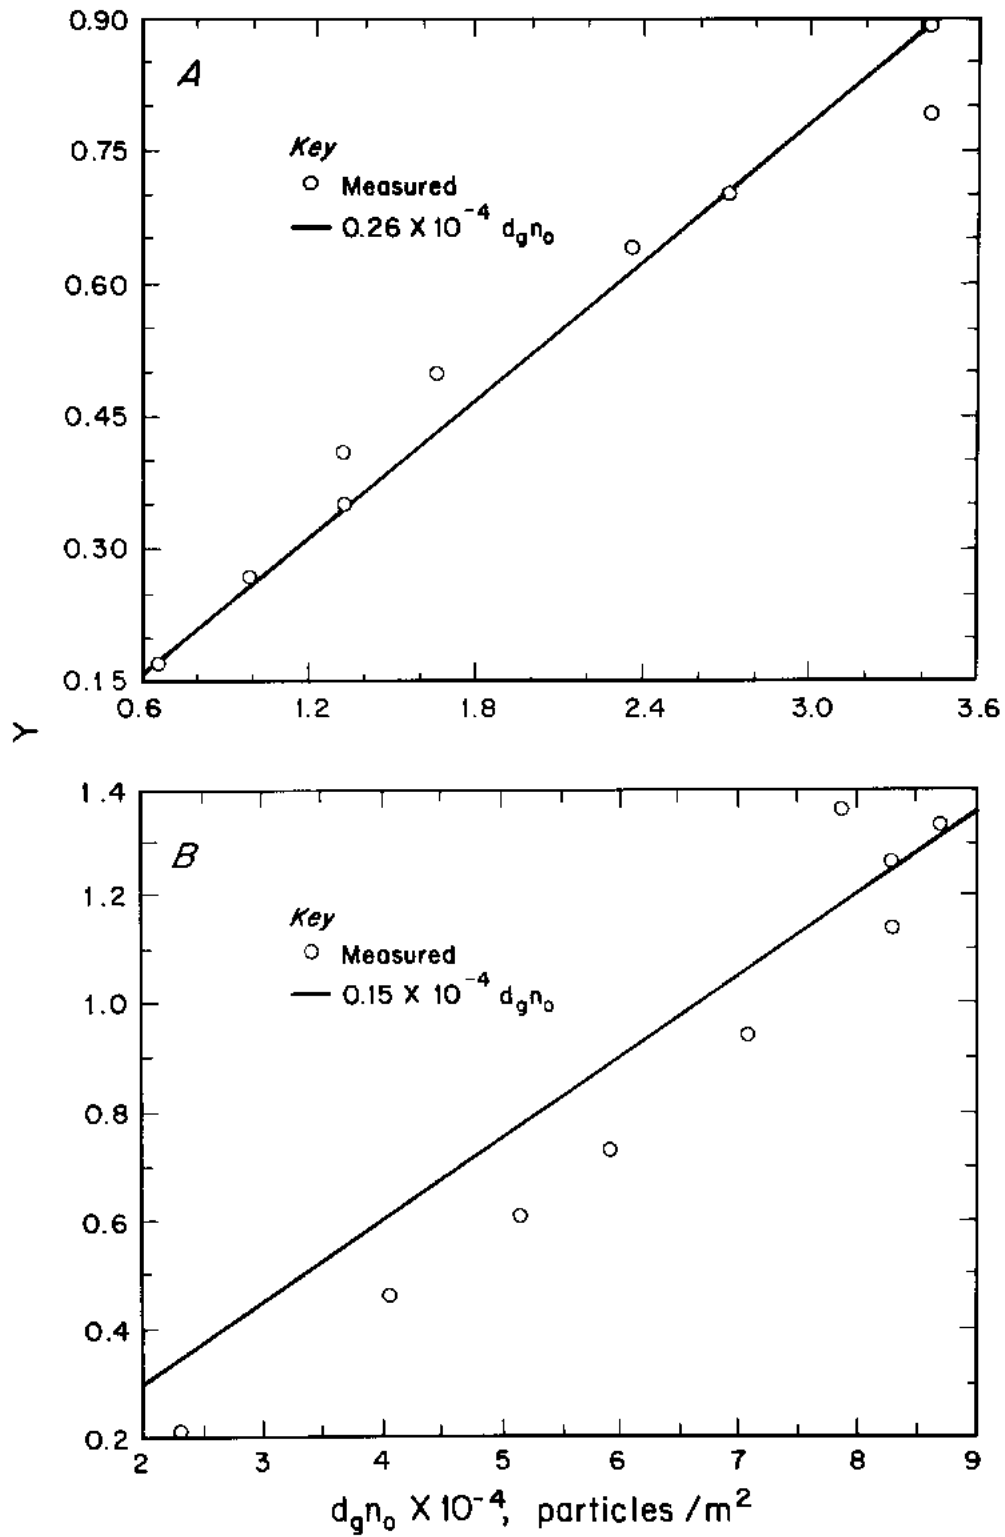 0.90
A
0.75
Key
○ Measured
— 0.26 X 10⁻⁴ d_g n_o
0.60
0.45
0.30
0.15
0.6 1.2 1.8 2.4 3.0 3.6
Y
1.4
B
1.2
Key
○ Measured
— 0.15 X 10⁻⁴ d_g n_o
1.0
0.8
0.6
0.4
0.2
2 3 4 5 6 7 8 9
d_g n_o X 10⁻⁴, particles /m²